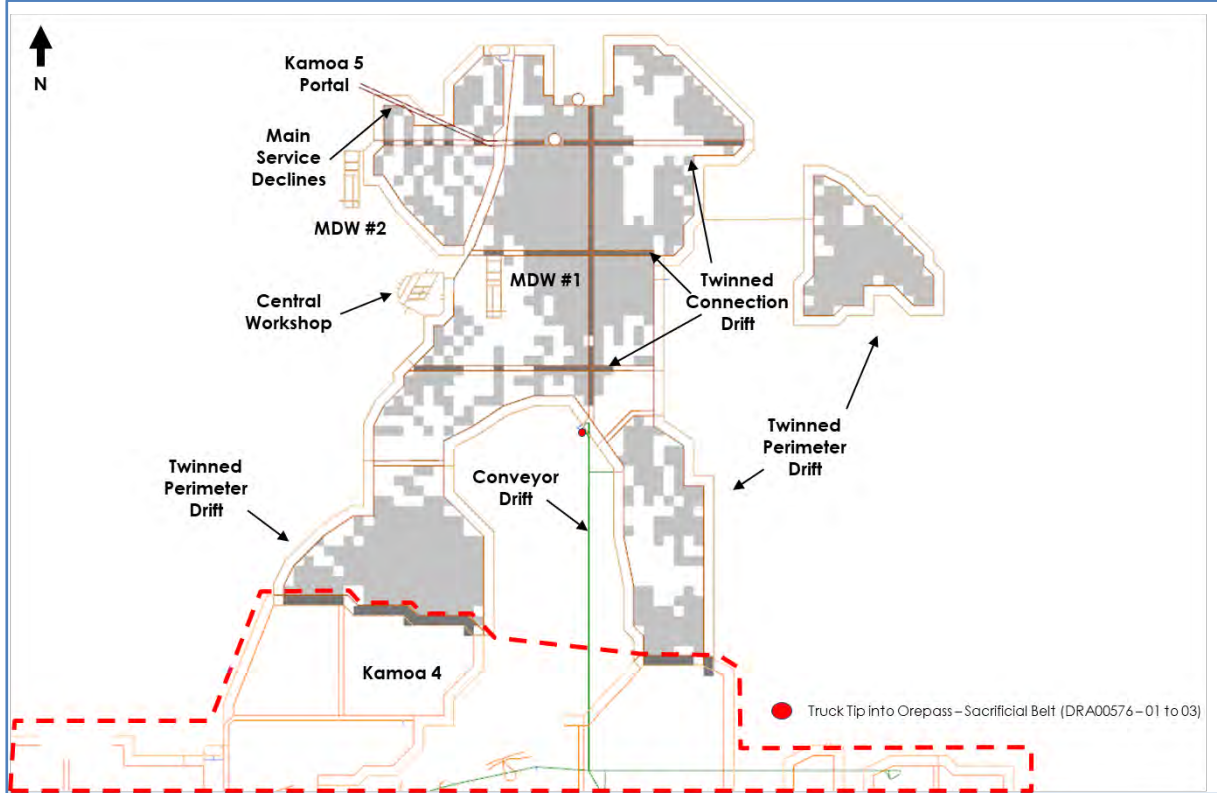 N
Kamoa 5
Portal
Main
Service
Declines
MDW #2
MDW #1
Central
Workshop
Twinned
Connection
Drift
Twinned
Perimeter
Drift
Twinned
Perimeter
Drift
Conveyor
Drift
Kamoa 4
Truck Tip into Orepass – Sacrificial Belt (DRA00576 – 01 to 03)